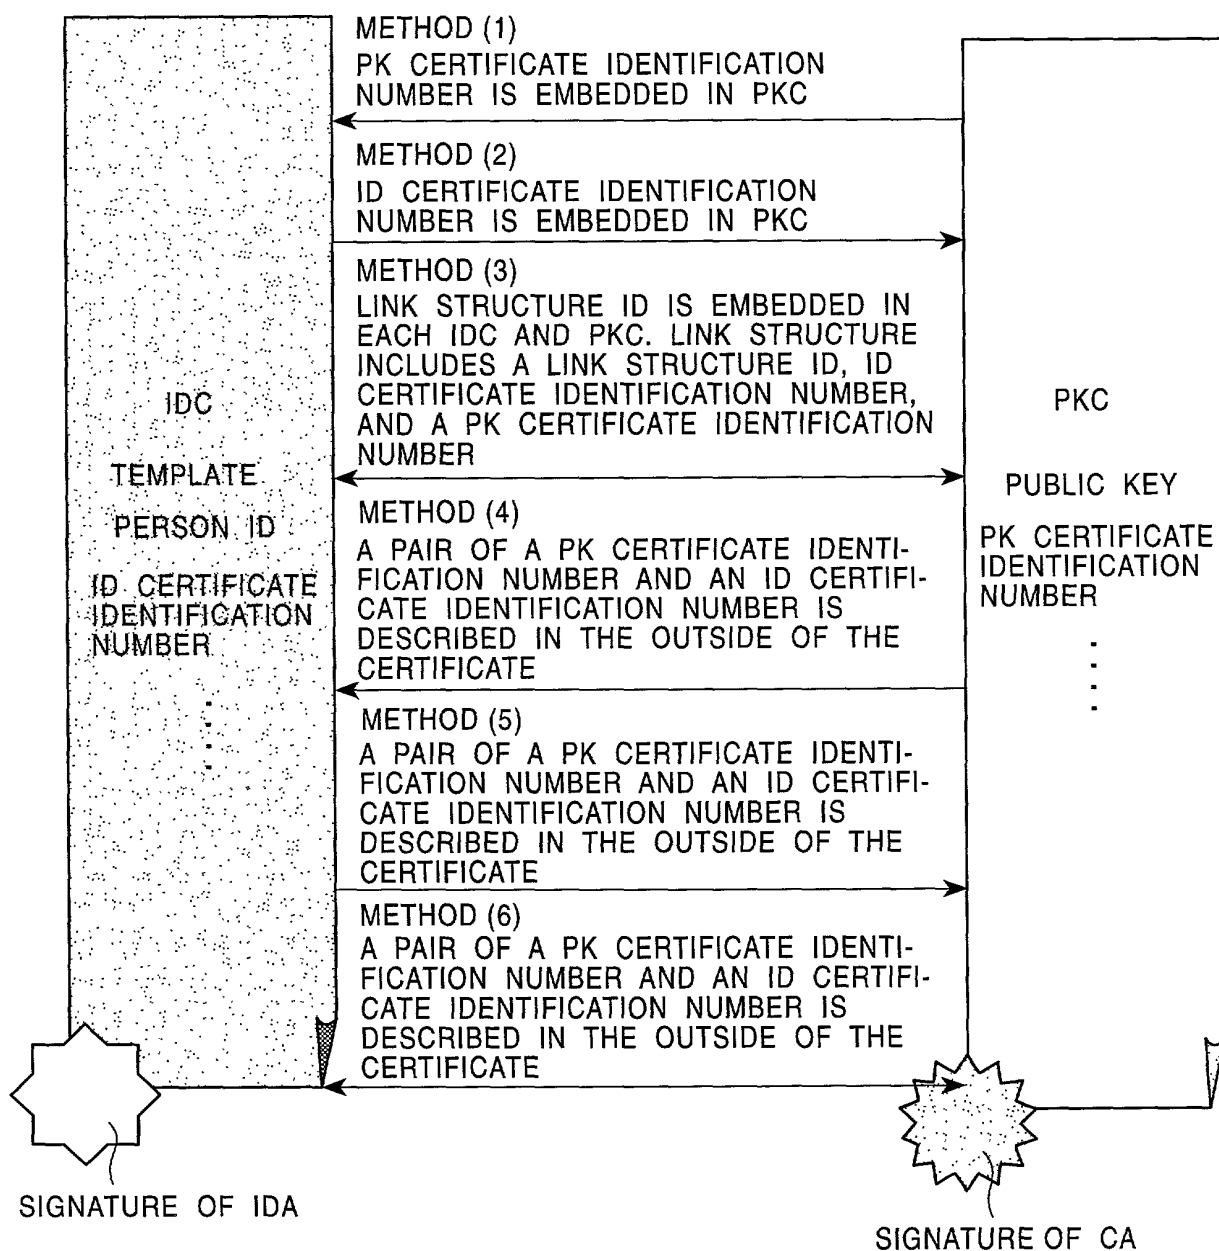 METHOD (1)
PK CERTIFICATE IDENTIFICATION
NUMBER IS EMBEDDED IN PKC
METHOD (2)
ID CERTIFICATE IDENTIFICATION
NUMBER IS EMBEDDED IN PKC
METHOD (3)
LINK STRUCTURE ID IS EMBEDDED IN
EACH IDC AND PKC. LINK STRUCTURE
INCLUDES A LINK STRUCTURE ID, ID
CERTIFICATE IDENTIFICATION NUMBER,
AND A PK CERTIFICATE IDENTIFICATION
NUMBER
METHOD (4)
A PAIR OF A PK CERTIFICATE IDENTI-
FICATION NUMBER AND AN ID CERTIFI-
CATE IDENTIFICATION NUMBER IS
DESCRIBED IN THE OUTSIDE OF THE
CERTIFICATE
METHOD (5)
A PAIR OF A PK CERTIFICATE IDENTI-
FICATION NUMBER AND AN ID CERTIFI-
CATE IDENTIFICATION NUMBER IS
DESCRIBED IN THE OUTSIDE OF THE
CERTIFICATE
METHOD (6)
A PAIR OF A PK CERTIFICATE IDENTI-
FICATION NUMBER AND AN ID CERTIFI-
CATE IDENTIFICATION NUMBER IS
DESCRIBED IN THE OUTSIDE OF THE
CERTIFICATE
IDC
TEMPLATE
PERSON ID
ID CERTIFICATE
IDENTIFICATION
NUMBER
PKC
PUBLIC KEY
PK CERTIFICATE
IDENTIFICATION
NUMBER
SIGNATURE OF IDA
SIGNATURE OF CA